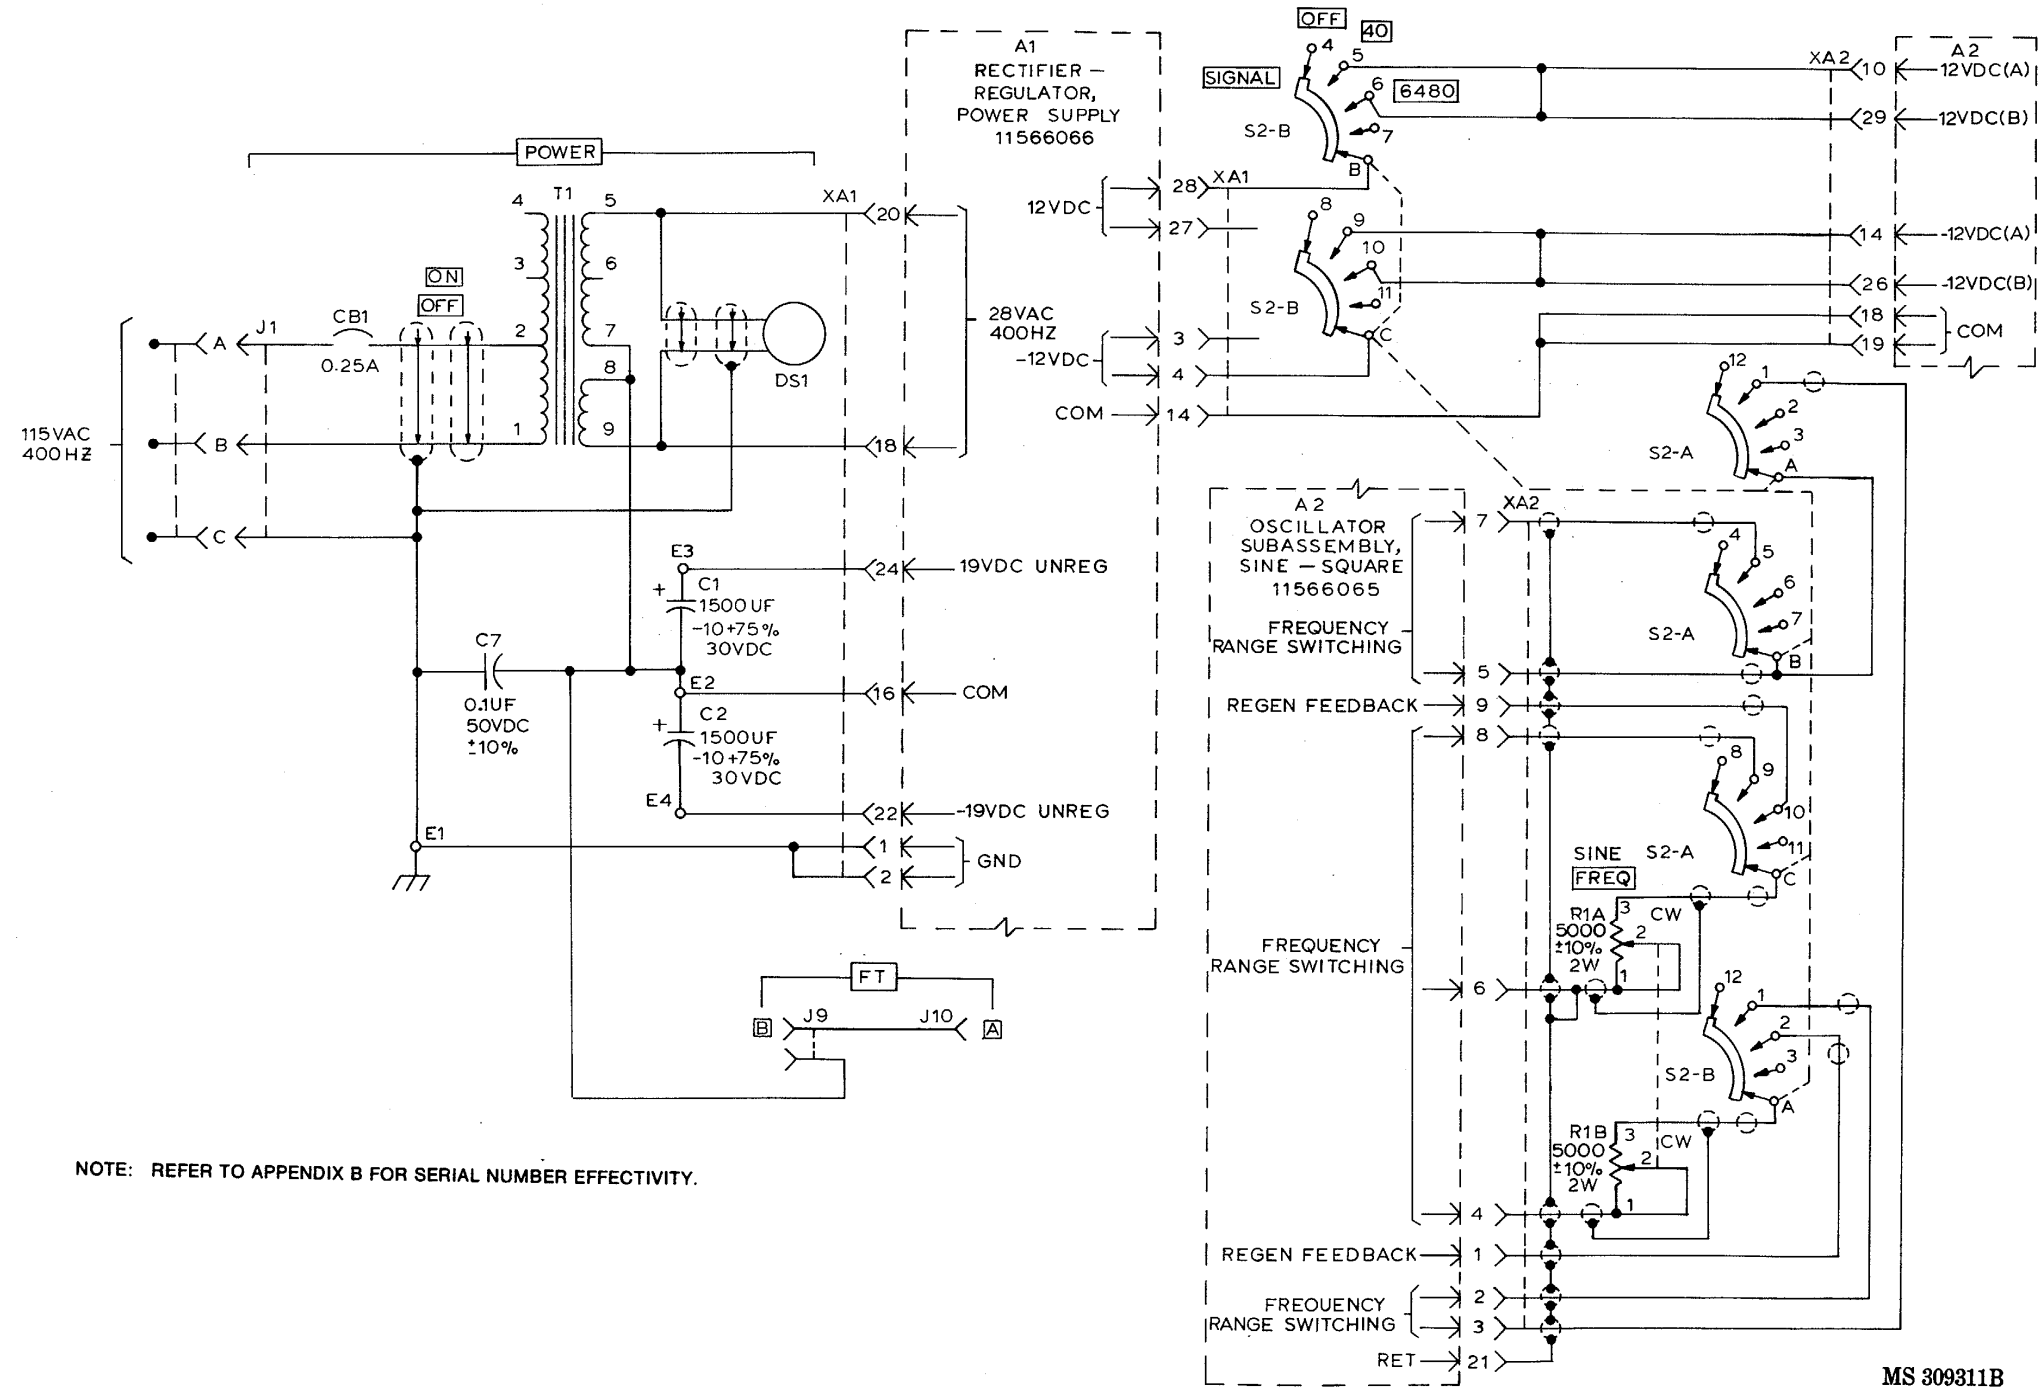 POWER
T1
4
3
2
1
5
6
7
8
9
ON
OFF
CB1
0.25A
J1
A
B
C
115VAC
400HZ
DS1
XA1
20
18
28VAC
400HZ
A1
RECTIFIER –
REGULATOR,
POWER SUPPLY
11566066
12VDC
28
27
XA1
-12VDC
3
4
COM
14
E3
24
19VDC UNREG
+
C1
1500UF
-10+75%
30VDC
E2
16
COM
+
C2
1500UF
-10+75%
30VDC
E4
22
-19VDC UNREG
C7
0.1UF
50VDC
±10%
E1
1
2
GND
FT
B
J9
J10
A
NOTE: REFER TO APPENDIX B FOR SERIAL NUMBER EFFECTIVITY.
OFF
40
SIGNAL
6480
4
5
6
7
B
S2-B
8
9
10
11
C
S2-B
XA2
10
29
14
26
18
19
A2
12VDC(A)
12VDC(B)
-12VDC(A)
-12VDC(B)
COM
12
1
2
3
A
S2-A
A2
OSCILLATOR
SUBASSEMBLY,
SINE – SQUARE
11566065
XA2
7
FREQUENCY
RANGE SWITCHING
5
4
5
6
7
B
S2-A
REGEN FEEDBACK
9
8
8
9
10
11
C
S2-A
SINE
FREQ
R1A
5000
±10%
2W
3
CW
2
1
FREQUENCY
RANGE SWITCHING
6
12
1
2
3
A
S2-B
R1B
5000
±10%
2W
3
CW
2
1
4
REGEN FEEDBACK
1
FREQUENCY
RANGE SWITCHING
2
3
RET
21
MS 309311B